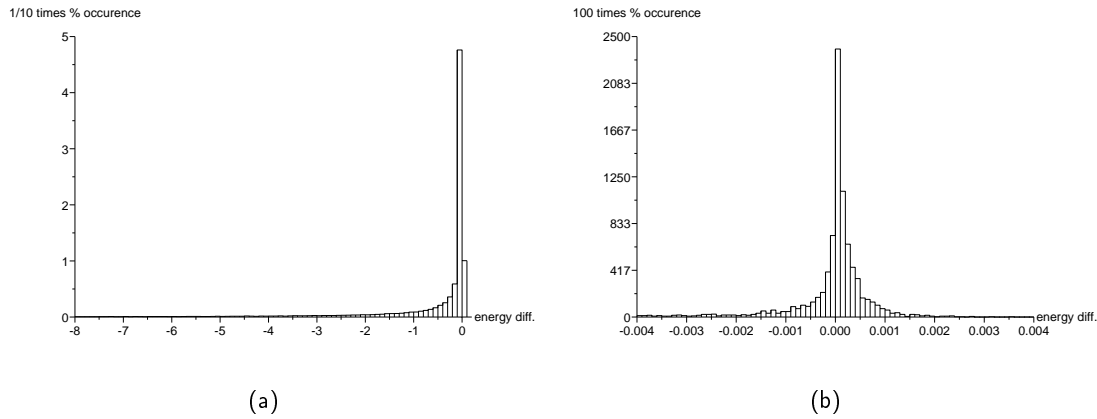 1/10 times % occurence
5
4
3
2
1
0
-8 -7 -6 -5 -4 -3 -2 -1 0
energy diff.
(a)
100 times % occurence
2500
2083
1667
1250
833
417
0
-0.004 -0.003 -0.002 -0.001 0.000 0.001 0.002 0.003 0.004
energy diff.
(b)